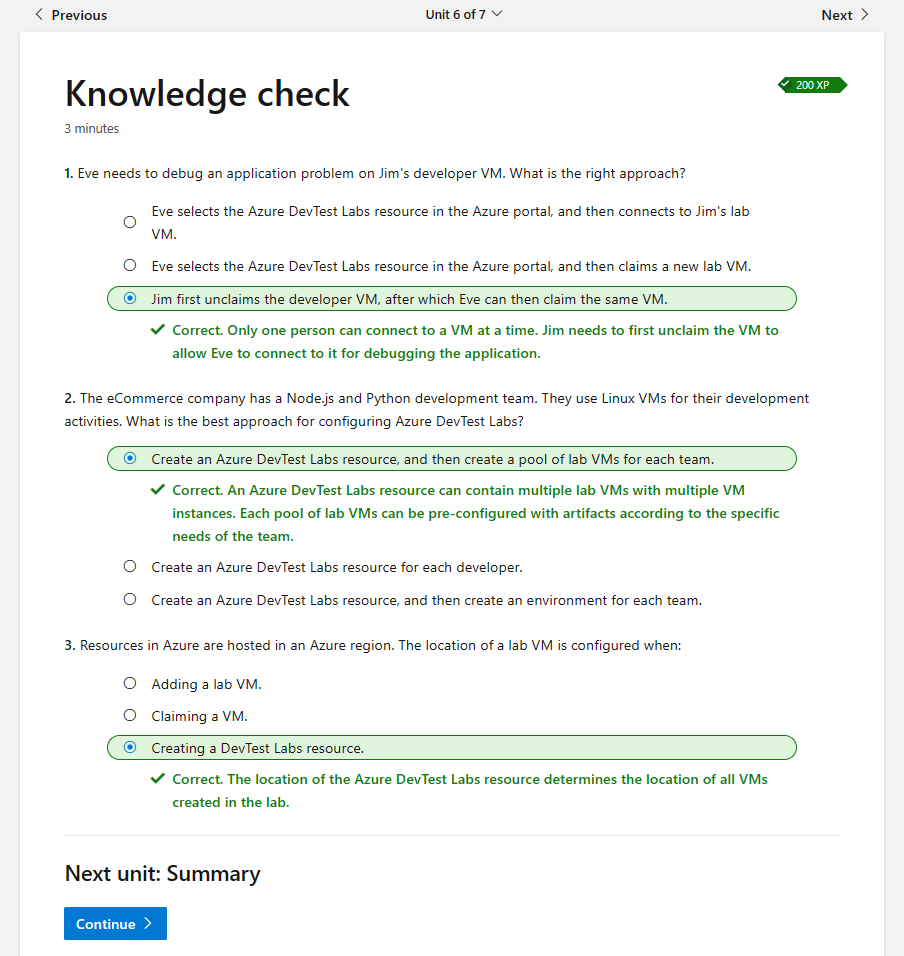 Previous
Unit 6 of 7
Next
Knowledge check
200 XP
3 minutes
1. Eve needs to debug an application problem on Jim's developer VM. What is the right approach?
Eve selects the Azure DevTest Labs resource in the Azure portal, and then connects to Jim's lab
VM.
Eve selects the Azure DevTest Labs resource in the Azure portal, and then claims a new lab VM.
Jim first unclaims the developer VM, after which Eve can then claim the same VM.
Correct. Only one person can connect to a VM at a time. Jim needs to first unclaim the VM to
allow Eve to connect to it for debugging the application.
2. The eCommerce company has a Node.js and Python development team. They use Linux VMs for their development
activities. What is the best approach for configuring Azure DevTest Labs?
Create an Azure DevTest Labs resource, and then create a pool of lab VMs for each team.
Correct. An Azure DevTest Labs resource can contain multiple lab VMs with multiple VM
instances. Each pool of lab VMs can be pre-configured with artifacts according to the specific
needs of the team.
Create an Azure DevTest Labs resource for each developer.
Create an Azure DevTest Labs resource, and then create an environment for each team.
3. Resources in Azure are hosted in an Azure region. The location of a lab VM is configured when:
Adding a lab VM.
Claiming a VM.
Creating a DevTest Labs resource.
Correct. The location of the Azure DevTest Labs resource determines the location of all VMs
created in the lab.
Next unit: Summary
Continue